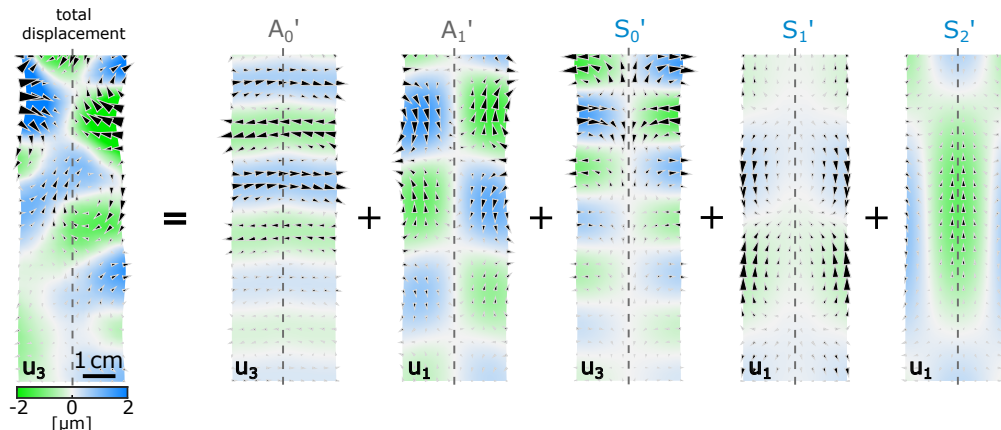 total
displacement
A0'
A1'
S0'
S1'
S2'
=
+
+
+
+
u3
1 cm
u3
u1
u3
u1
u1
-2 0 2
[µm]